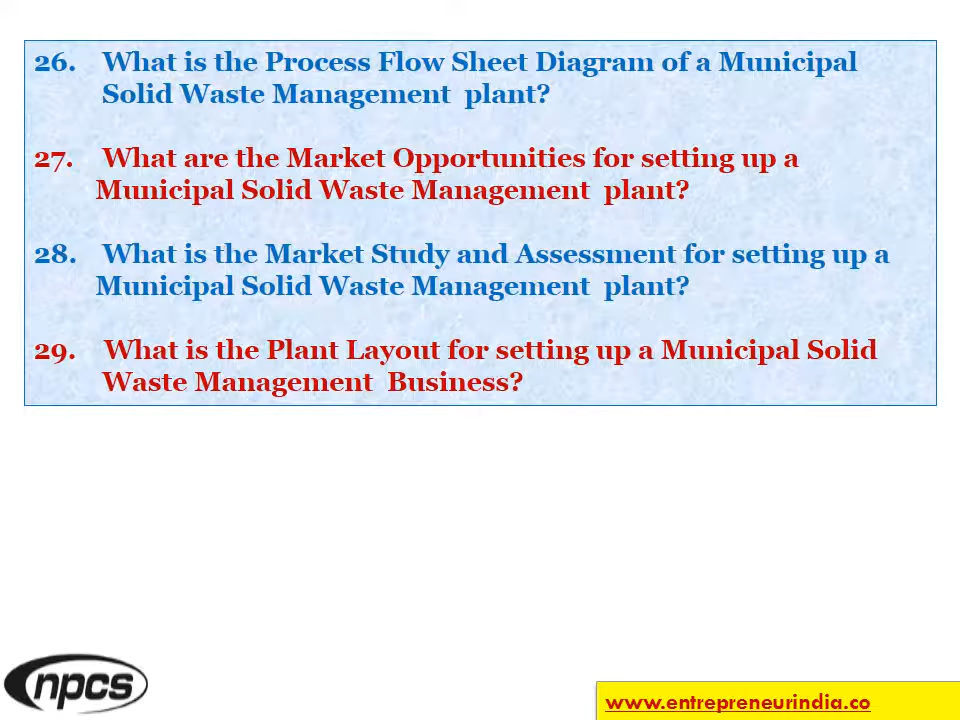 26. What is the Process Flow Sheet Diagram of a Municipal
Solid Waste Management plant?
27. What are the Market Opportunities for setting up a
Municipal Solid Waste Management plant?
28. What is the Market Study and Assessment for setting up a
Municipal Solid Waste Management plant?
29. What is the Plant Layout for setting up a Municipal Solid
Waste Management Business?
npcs
www.entrepreneurindia.co